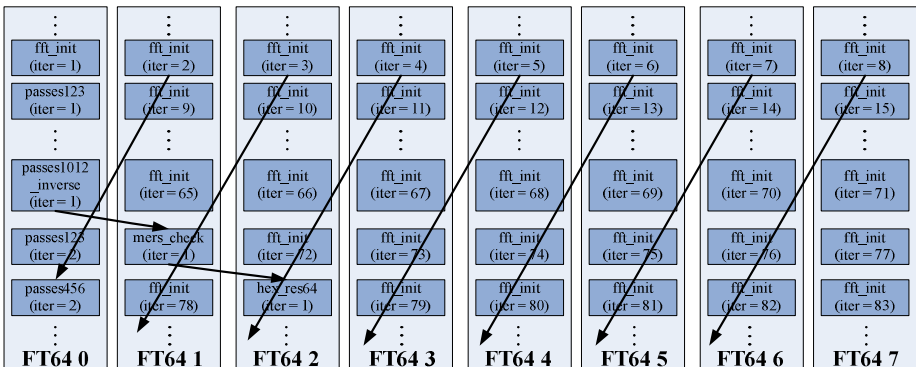 fft_init
(iter = 1)
passes123
(iter = 1)
passes1012
_inverse
(iter = 1)
passes123
(iter = 2)
passes456
(iter = 2)
FT64 0
fft_init
(iter = 2)
fft_init
(iter = 9)
fft_init
(iter = 65)
mers_check
(iter = 1)
fft_init
(iter = 78)
FT64 1
fft_init
(iter = 3)
fft_init
(iter = 10)
fft_init
(iter = 66)
fft_init
(iter = 72)
hex_res64
(iter = 1)
FT64 2
fft_init
(iter = 4)
fft_init
(iter = 11)
fft_init
(iter = 67)
fft_init
(iter = 73)
fft_init
(iter = 79)
FT64 3
fft_init
(iter = 5)
fft_init
(iter = 12)
fft_init
(iter = 68)
fft_init
(iter = 74)
fft_init
(iter = 80)
FT64 4
fft_init
(iter = 6)
fft_init
(iter = 13)
fft_init
(iter = 69)
fft_init
(iter = 75)
fft_init
(iter = 81)
FT64 5
fft_init
(iter = 7)
fft_init
(iter = 14)
fft_init
(iter = 70)
fft_init
(iter = 76)
fft_init
(iter = 82)
FT64 6
fft_init
(iter = 8)
fft_init
(iter = 15)
fft_init
(iter = 71)
fft_init
(iter = 77)
fft_init
(iter = 83)
FT64 7